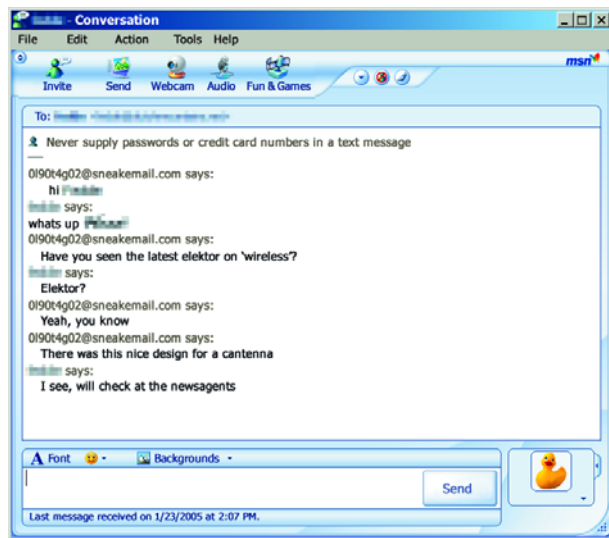 - Conversation
File Edit Action Tools Help
msn
Invite Send Webcam Audio Fun & Games
To:
Never supply passwords or credit card numbers in a text message
0l90t4g02@sneakemail.com says:
hi
says:
whats up
0l90t4g02@sneakemail.com says:
Have you seen the latest elektor on 'wireless'?
says:
Elektor?
0l90t4g02@sneakemail.com says:
Yeah, you know
0l90t4g02@sneakemail.com says:
There was this nice design for a cantenna
says:
I see, will check at the newsagents
A Font Backgrounds
Send
Last message received on 1/23/2005 at 2:07 PM.